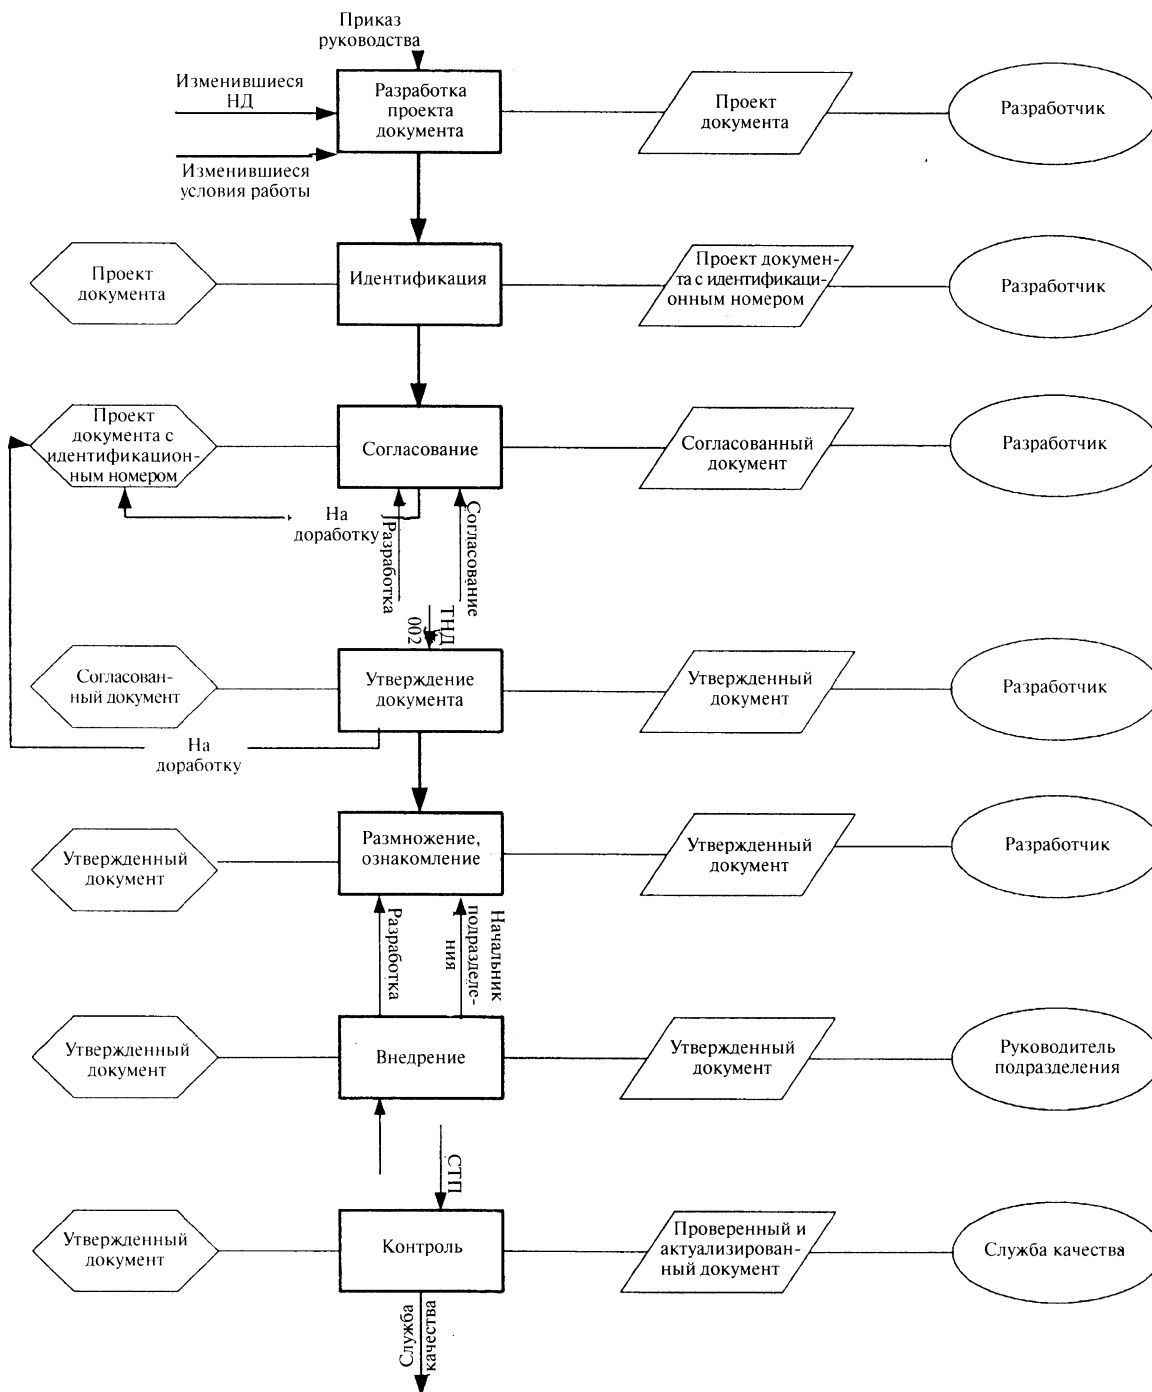 Приказ
руководства
Изменившиеся
НД
Разработка
проекта
документа
Проект
документа
Разработчик
Изменившиеся
условия работы
Проект
документа
Идентификация
Проект докумен-
та с идентификаци-
онным номером
Разработчик
Проект
документа с
идентификацион-
ным номером
Согласование
Согласованный
документ
Разработчик
На
доработку
Разработка
Согласование
ТНД
002
Согласован-
ный документ
Утверждение
документа
Утвержденный
документ
Разработчик
На
доработку
Утвержденный
документ
Размножение,
ознакомление
Утвержденный
документ
Разработчик
Разработка
Начальник
подразделе-
ния
Утвержденный
документ
Внедрение
Утвержденный
документ
Руководитель
подразделения
СТП
Утвержденный
документ
Контроль
Проверенный и
актуализирован-
ный документ
Служба качества
Служба
качества